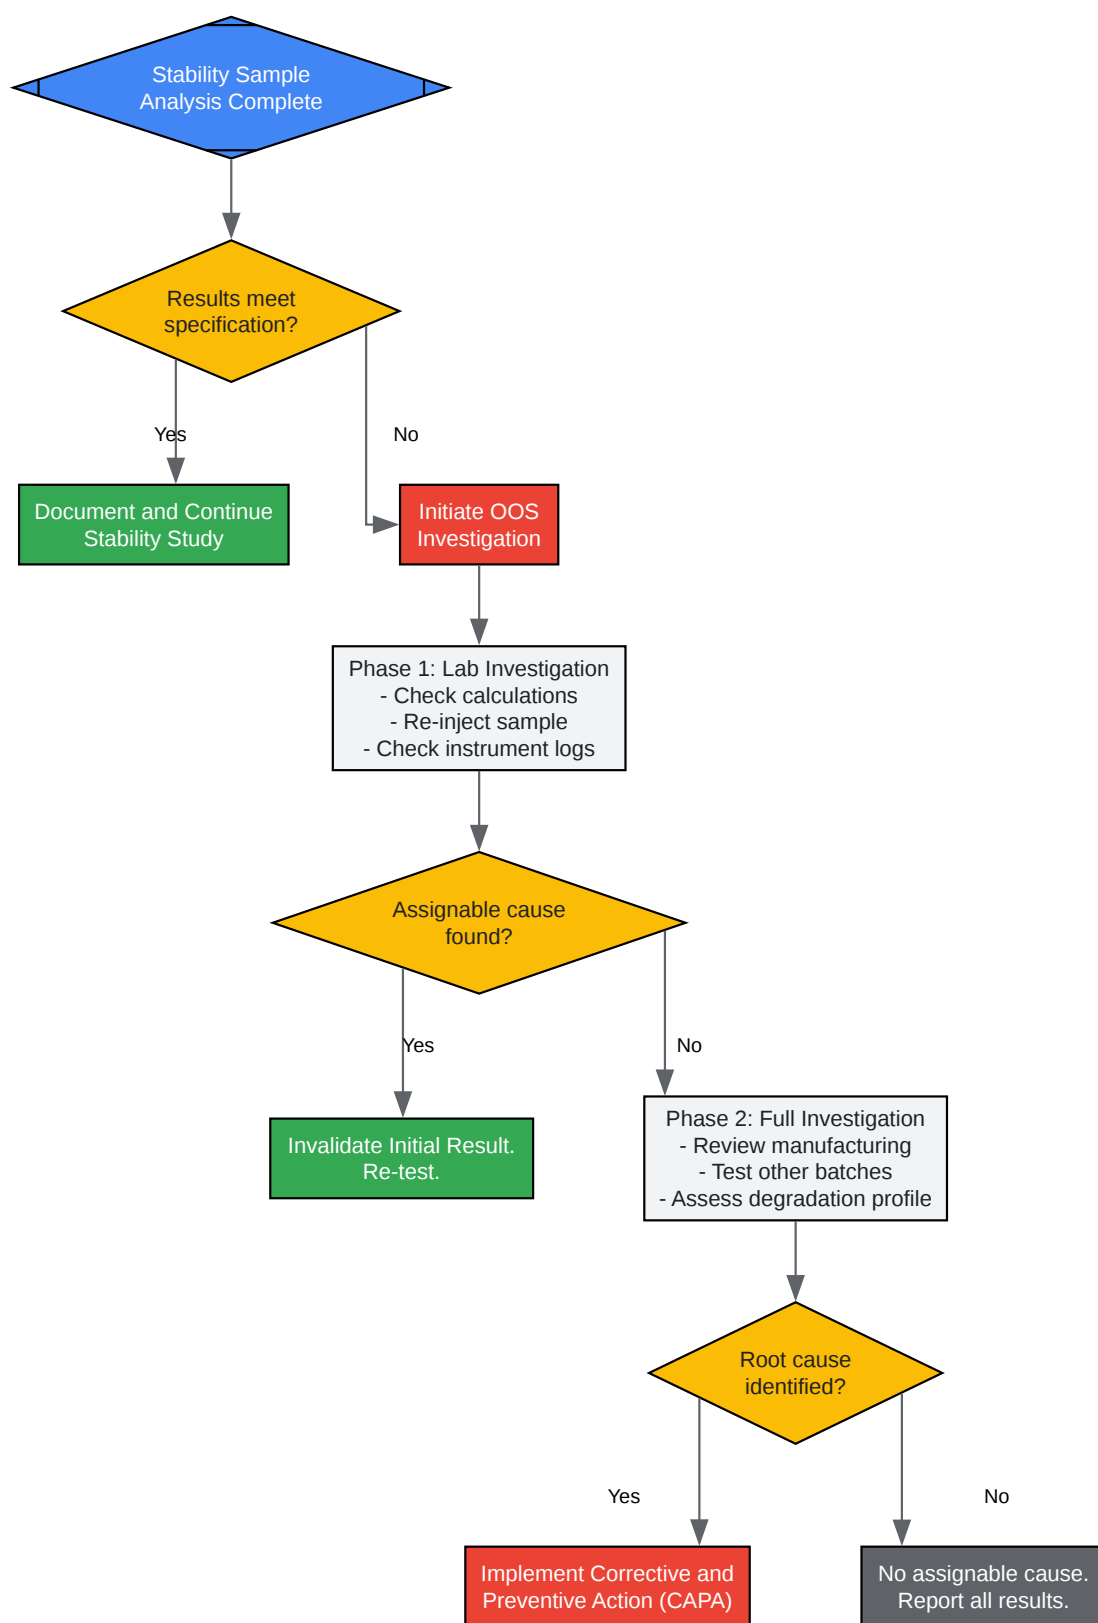 Stability Sample
Analysis Complete
Results meet
specification?
Yes
No
Document and Continue
Stability Study
Initiate OOS
Investigation
Phase 1: Lab Investigation
- Check calculations
- Re-inject sample
- Check instrument logs
Assignable cause
found?
Yes
No
Invalidate Initial Result.
Re-test.
Phase 2: Full Investigation
- Review manufacturing
- Test other batches
- Assess degradation profile
Root cause
identified?
Yes
No
Implement Corrective and
Preventive Action (CAPA)
No assignable cause.
Report all results.